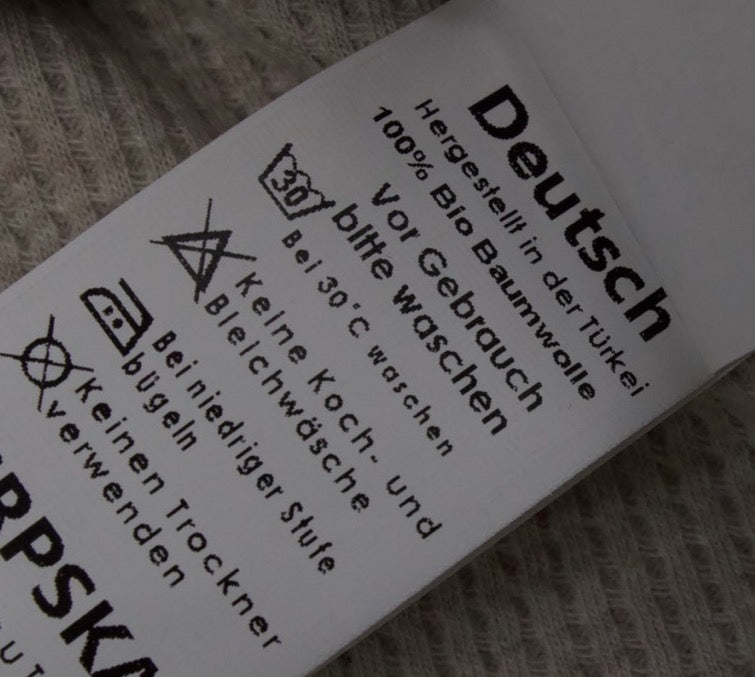 Deutsch
Hergestellt in der Türkei
100% Bio Baumwolle
Vor Gebrauch
bitte waschen
30
Bei 30°C waschen
Keine Koch- und
Bleichwäsche
Bei niedriger Stufe
bügeln
Keinen Trockner
verwenden